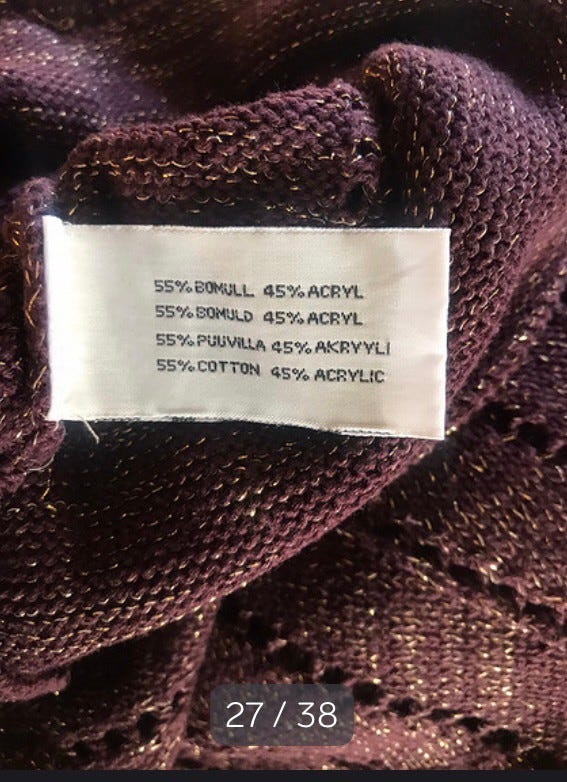 55% BOMULL 45% ACRYL
55% BOMULD 45% ACRYL
55% PUUVILLA 45% AKRYYLI
55% COTTON 45% ACRYLIC
27 / 38